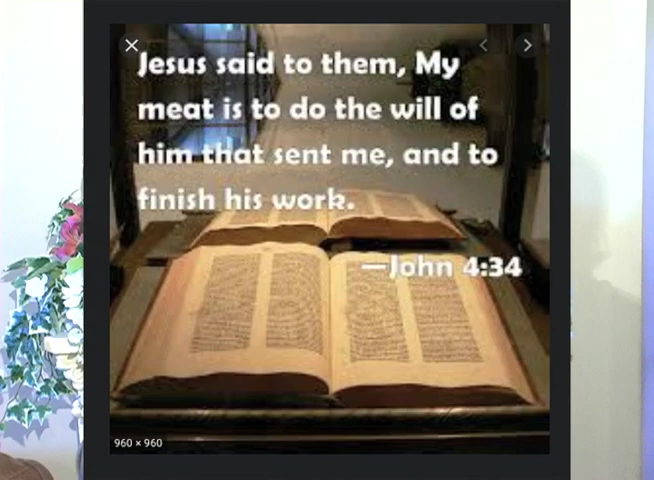 Jesus said to them, My
meat is to do the will of
him that sent me, and to
finish his work.
—John 4:34
960 × 960